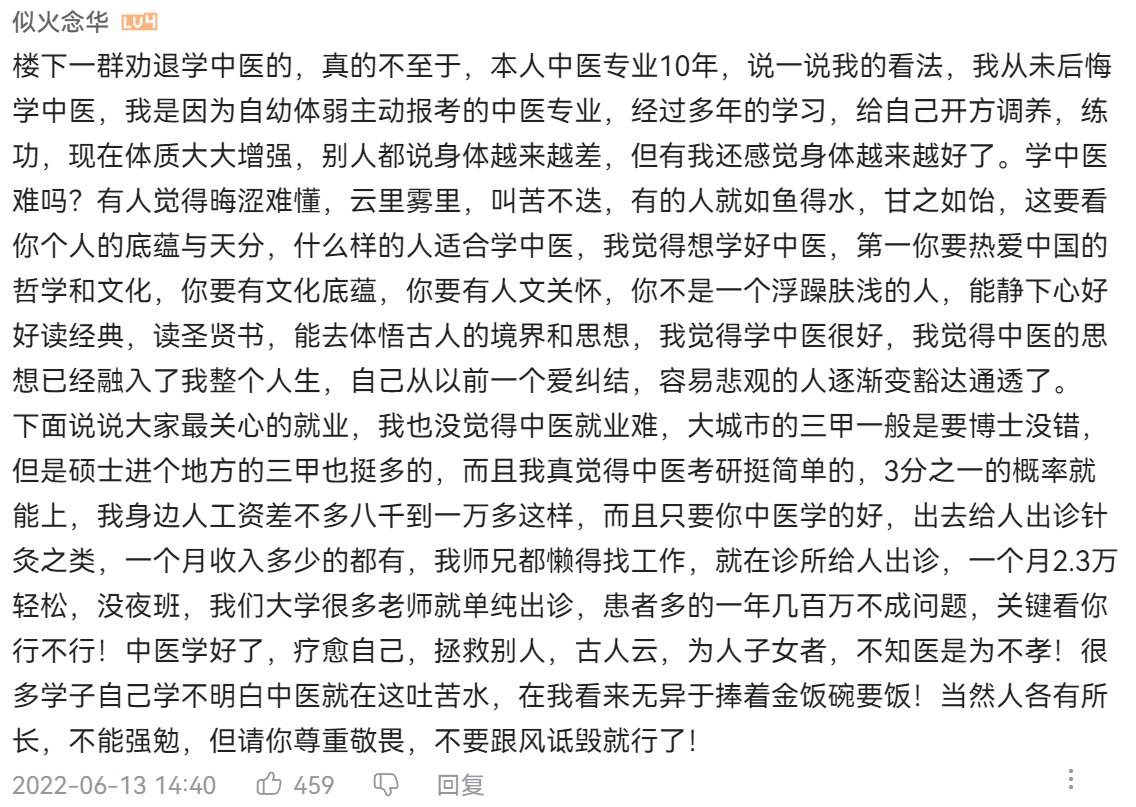 似火念华 LV4
楼下一群劝退学中医的，真的不至于，本人中医专业10年，说一说我的看法，我从未后悔
学中医，我是因为自幼体弱主动报考的中医专业，经过多年的学习，给自己开方调养，练
功，现在体质大大增强，别人都说身体越来越差，但有我还感觉身体越来越好了。学中医
难吗？有人觉得晦涩难懂，云里雾里，叫苦不迭，有的人就如鱼得水，甘之如饴，这要看
你个人的底蕴与天分，什么样的人适合学中医，我觉得想学好中医，第一你要热爱中国的
哲学和文化，你要有文化底蕴，你要有人文关怀，你不是一个浮躁肤浅的人，能静下心好
好读经典，读圣贤书，能去体悟古人的境界和思想，我觉得学中医很好，我觉得中医的思
想已经融入了我整个人生，自己从以前一个爱纠结，容易悲观的人逐渐变豁达通透了。
下面说说大家最关心的就业，我也没觉得中医就业难，大城市的三甲一般是要博士没错，
但是硕士进个地方的三甲也挺多的，而且我真觉得中医考研挺简单的，3分之一的概率就
能上，我身边人工资差不多八千到一万多这样，而且只要你中医学的好，出去给人出诊针
灸之类，一个月收入多少的都有，我师兄都懒得找工作，就在诊所给人出诊，一个月2.3万
轻松，没夜班，我们大学很多老师就单纯出诊，患者多的一年几百万不成问题，关键看你
行不行！中医学好了，疗愈自己，拯救别人，古人云，为人子女者，不知医是为不孝！很
多学子自己学不明白中医就在这吐苦水，在我看来无异于捧着金饭碗要饭！当然人各有所
长，不能强勉，但请你尊重敬畏，不要跟风诋毁就行了！
2022-06-13 14:40 459 回复